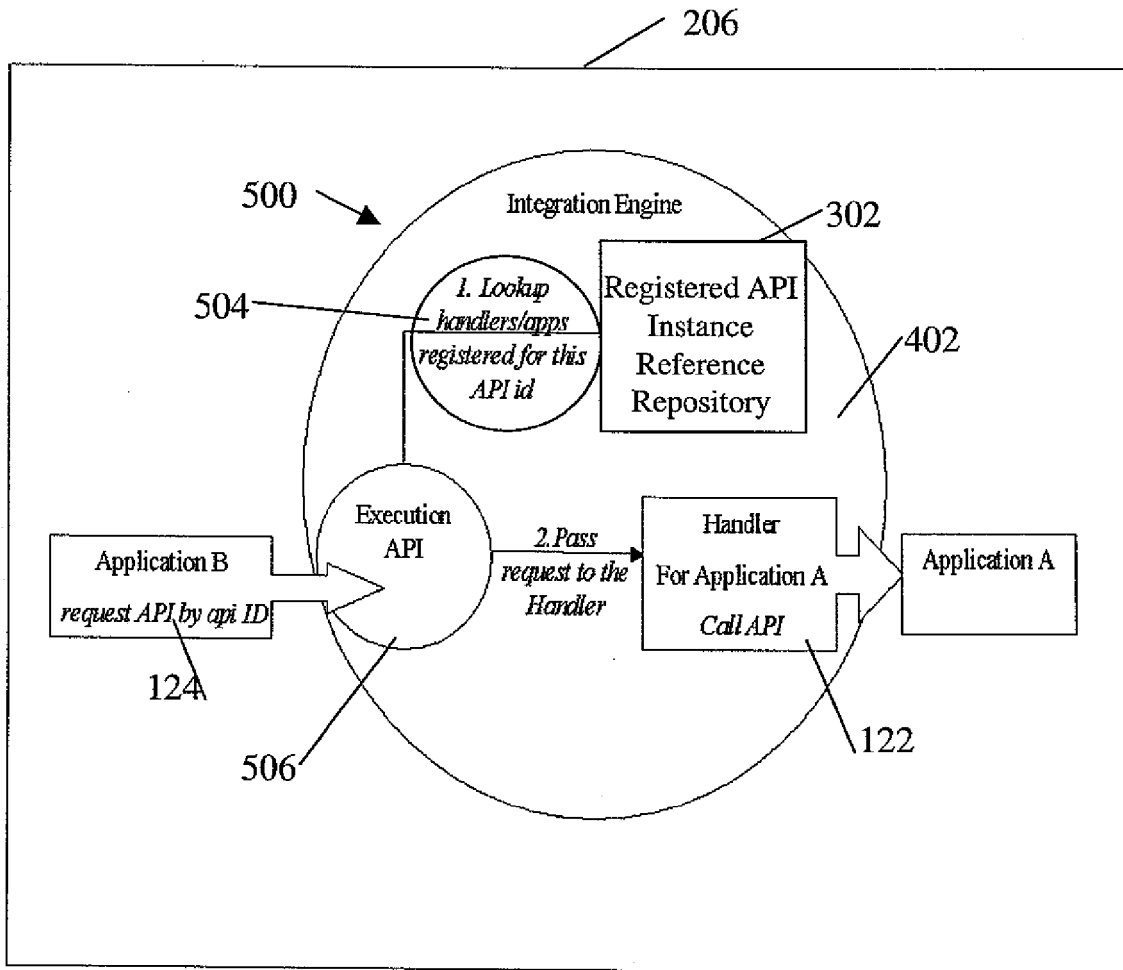 206
500
Integration Engine
302
504
1. Lookup
handlers/apps
registered for this
API id
Registered API
Instance
Reference
Repository
402
Execution
API
Application B
request API by api ID
2.Pass
request to the
Handler
Handler
For Application A
Call API
Application A
124
506
122